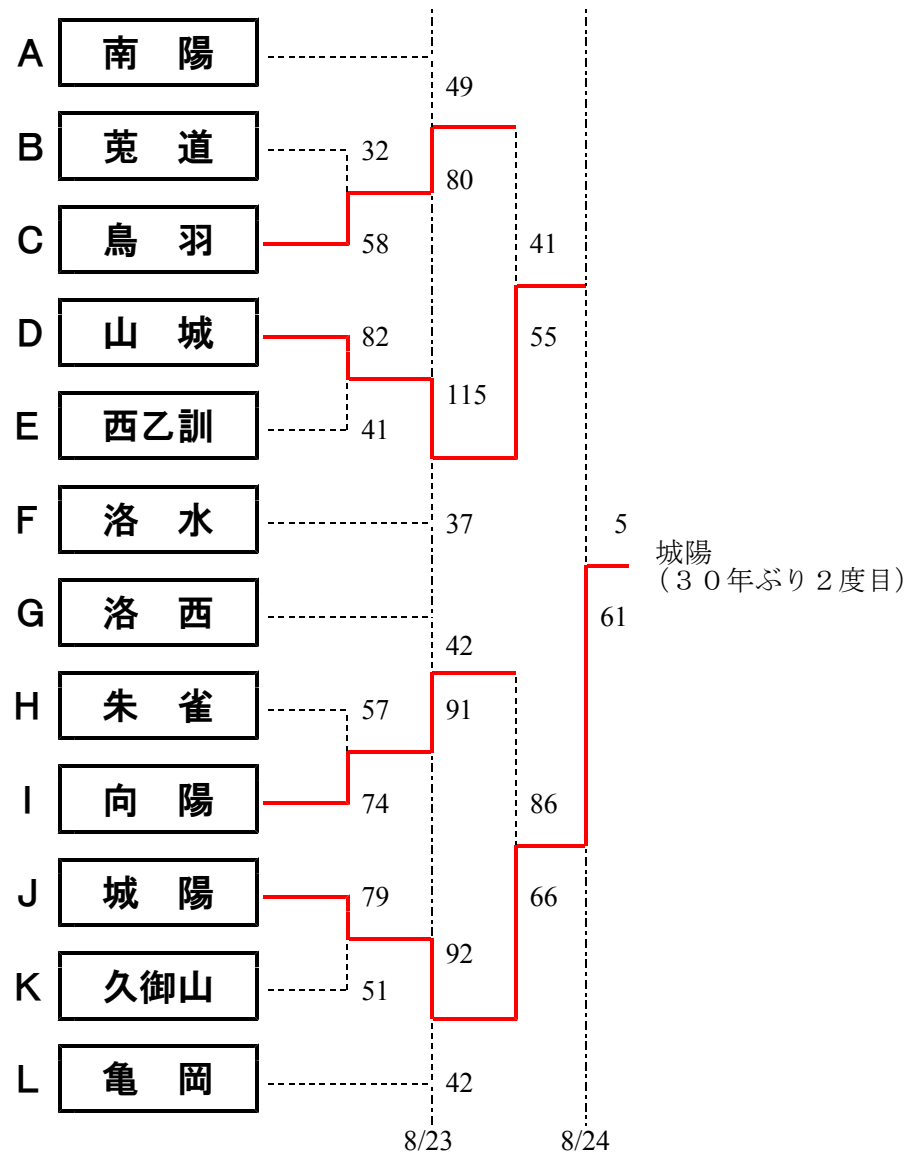 A 南 陽
49
B 莵 道 32
80
C 鳥 羽 58 41
D 山 城 82 55
115
E 西乙訓 41
F 洛 水 37 5
城陽
（３０年ぶり２度目）
G 洛 西 61
42
H 朱 雀 57 91
I 向 陽 74 86
J 城 陽 79 66
92
K 久御山 51
L 亀 岡 42
8/23 8/24